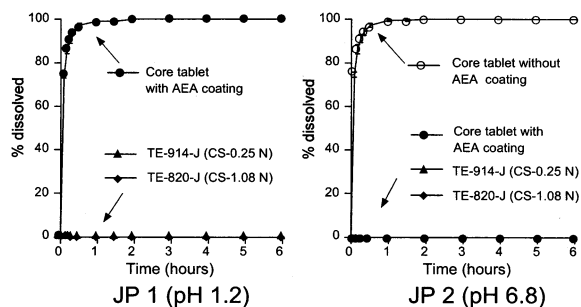 % dissolved
100
80
60
40
20
0
Core tablet
with AEA coating
TE-914-J (CS-0.25 N)
TE-820-J (CS-1.08 N)
0 1 2 3 4 5 6
Time (hours)
JP 1 (pH 1.2)
% dissolved
100
80
60
40
20
0
Core tablet without
AEA coating
Core tablet with
AEA coating
TE-914-J (CS-0.25 N)
TE-820-J (CS-1.08 N)
0 1 2 3 4 5 6
Time (hours)
JP 2 (pH 6.8)